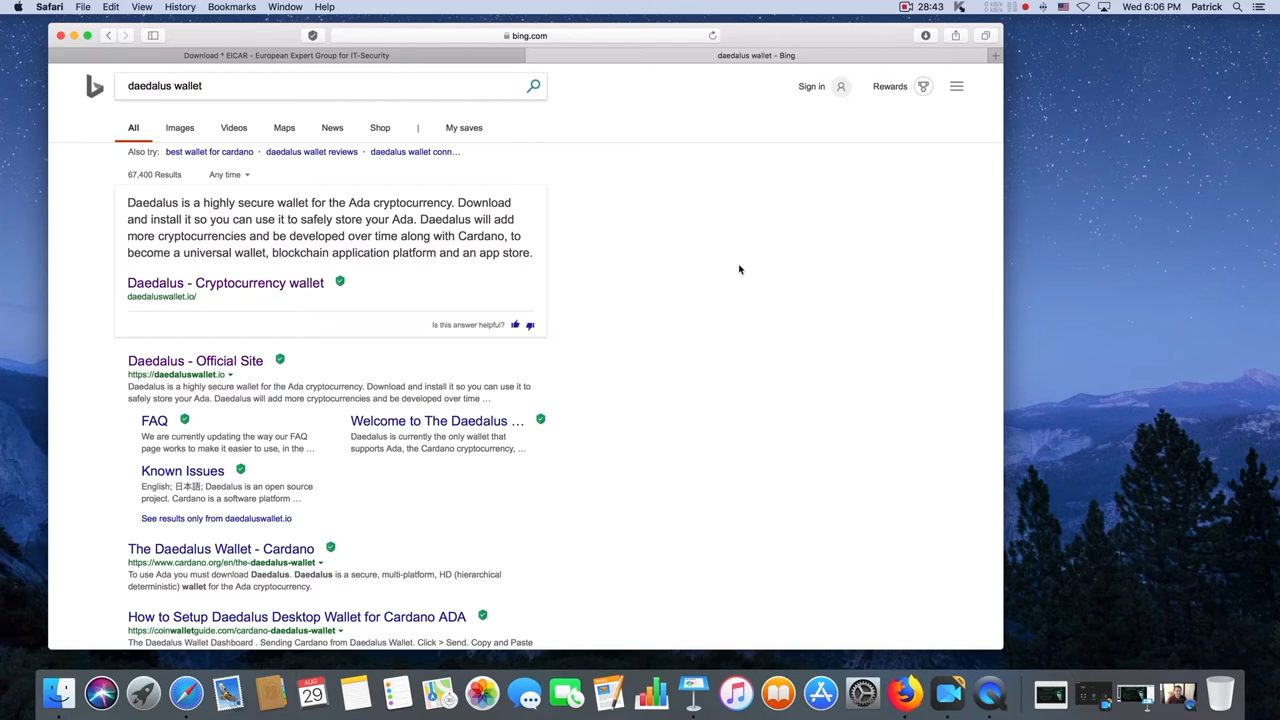 Safari File Edit View History Bookmarks Window Help 28:43 0 KB/s 0 KB/s Wed 6:06 PM Patrick
bing.com
Download * EICAR - European Expert Group for IT-Security
daedalus wallet - Bing
daedalus wallet
Sign in
Rewards
All Images Videos Maps News Shop | My saves
Also try: best wallet for cardano · daedalus wallet reviews · daedalus wallet conn…
67,400 Results Any time
Daedalus is a highly secure wallet for the Ada cryptocurrency. Download
and install it so you can use it to safely store your Ada. Daedalus will add
more cryptocurrencies and be developed over time along with Cardano, to
become a universal wallet, blockchain application platform and an app store.
Daedalus - Cryptocurrency wallet
daedaluswallet.io/
Is this answer helpful?
Daedalus - Official Site
https://daedaluswallet.io
Daedalus is a highly secure wallet for the Ada cryptocurrency. Download and install it so you can use it to
safely store your Ada. Daedalus will add more cryptocurrencies and be developed over time …
FAQ
We are currently updating the way our FAQ
page works to make it easier to use, in the …
Welcome to The Daedalus …
Daedalus is currently the only wallet that
supports Ada, the Cardano cryptocurrency, …
Known Issues
English; 日本語; Daedalus is an open source
project. Cardano is a software platform …
See results only from daedaluswallet.io
The Daedalus Wallet - Cardano
https://www.cardano.org/en/the-daedalus-wallet
To use Ada you must download Daedalus. Daedalus is a secure, multi-platform, HD (hierarchical
deterministic) wallet for the Ada cryptocurrency.
How to Setup Daedalus Desktop Wallet for Cardano ADA
https://coinwalletguide.com/cardano-daedalus-wallet
The Daedalus Wallet Dashboard . Sending Cardano from Daedalus Wallet. Click > Send. Copy and Paste
AUG
29